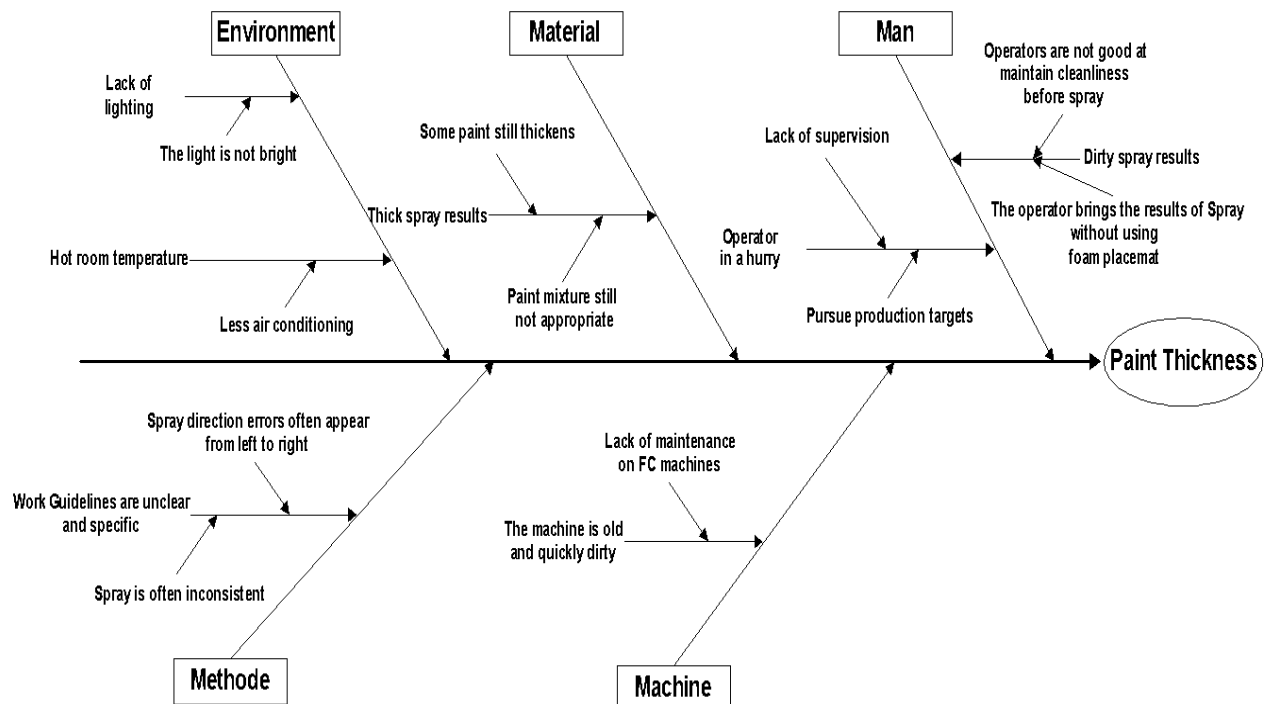 Environment
Material
Man
Lack of
lighting
The light is not bright
Hot room temperature
Less air conditioning
Some paint still thickens
Thick spray results
Paint mixture still
not appropriate
Operators are not good at
maintain cleanliness
before spray
Lack of supervision
Dirty spray results
The operator brings the results of Spray
without using
foam placemat
Operator
in a hurry
Pursue production targets
Paint Thickness
Spray direction errors often appear
from left to right
Work Guidelines are unclear
and specific
Spray is often inconsistent
Lack of maintenance
on FC machines
The machine is old
and quickly dirty
Methode
Machine